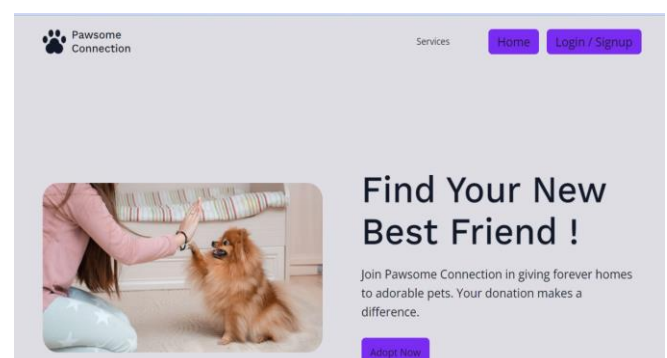 Pawsome
Connection
Services
Home
Login / Signup
Find Your New
Best Friend !
Join Pawsome Connection in giving forever homes
to adorable pets. Your donation makes a
difference.
Adopt Now